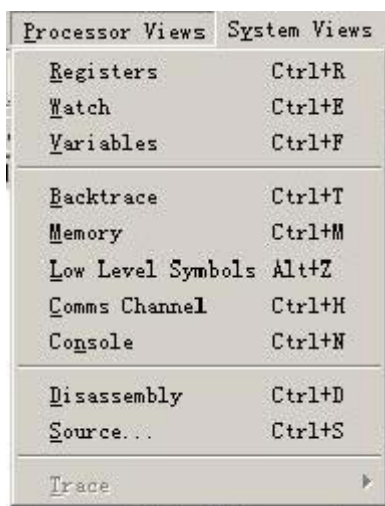 Processor Views System Views
Registers Ctrl+R
Watch Ctrl+E
Variables Ctrl+F
Backtrace Ctrl+T
Memory Ctrl+M
Low Level Symbols Alt+Z
Comms Channel Ctrl+H
Console Ctrl+N
Disassembly Ctrl+D
Source... Ctrl+S
Trace